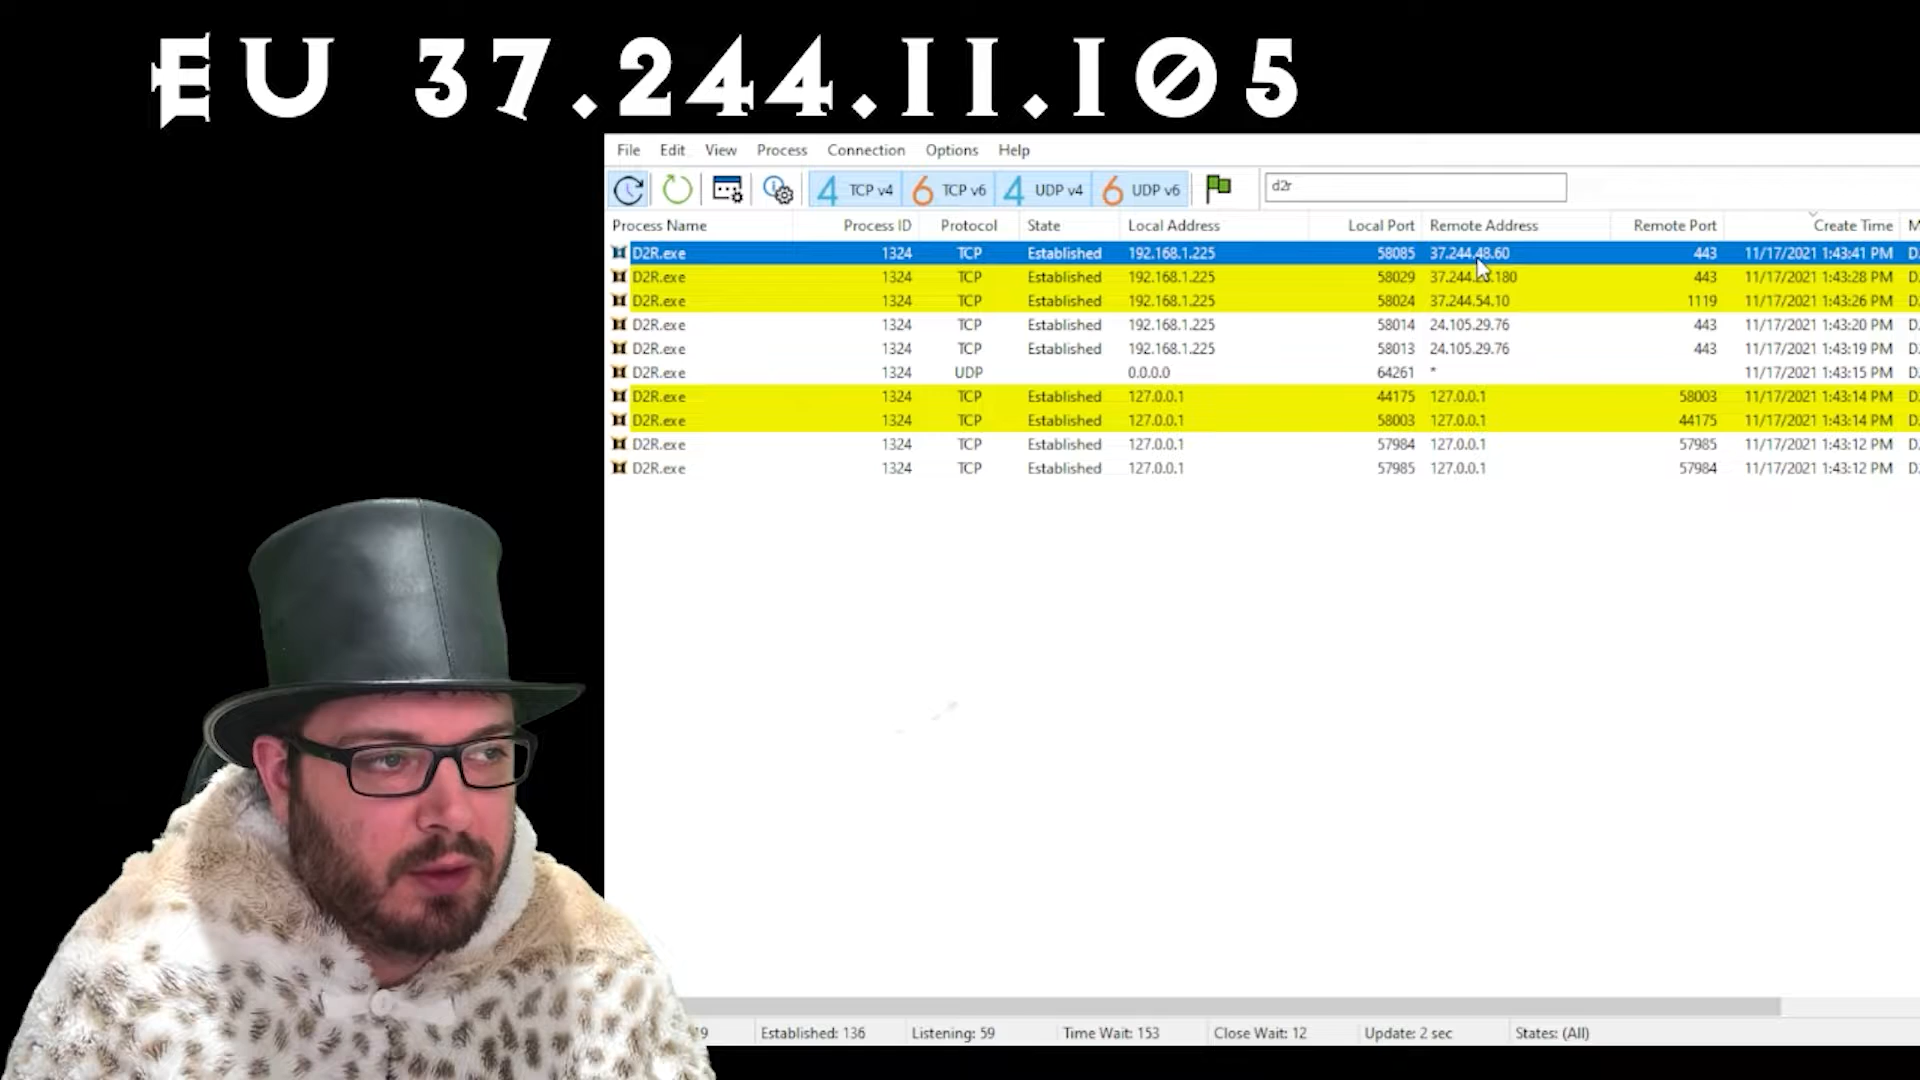 EU 37.244.11.105
File Edit View Process Connection Options Help
4 TCP v4 6 TCP v6 4 UDP v4 6 UDP v6 d2r
Process Name Process ID Protocol State Local Address Local Port Remote Address Remote Port Create Time
D2R.exe 1324 TCP Established 192.168.1.225 58085 37.244.48.60 443 11/17/2021 1:43:41 PM
D2R.exe 1324 TCP Established 192.168.1.225 58029 443 11/17/2021 1:43:28 PM
D2R.exe 1324 TCP Established 192.168.1.225 58024 37.244.54.10 1119 11/17/2021 1:43:26 PM
D2R.exe 1324 TCP Established 192.168.1.225 58014 24.105.29.76 443 11/17/2021 1:43:20 PM
D2R.exe 1324 TCP Established 192.168.1.225 58013 24.105.29.76 443 11/17/2021 1:43:19 PM
D2R.exe 1324 UDP 0.0.0.0 64261 * 11/17/2021 1:43:15 PM
D2R.exe 1324 TCP Established 127.0.0.1 44175 127.0.0.1 58003 11/17/2021 1:43:14 PM
D2R.exe 1324 TCP Established 127.0.0.1 58003 127.0.0.1 44175 11/17/2021 1:43:14 PM
D2R.exe 1324 TCP Established 127.0.0.1 57984 127.0.0.1 57985 11/17/2021 1:43:12 PM
D2R.exe 1324 TCP Established 127.0.0.1 57985 127.0.0.1 57984 11/17/2021 1:43:12 PM
Established: 136 Listening: 59 Time Wait: 153 Close Wait: 12 Update: 2 sec States: (All)